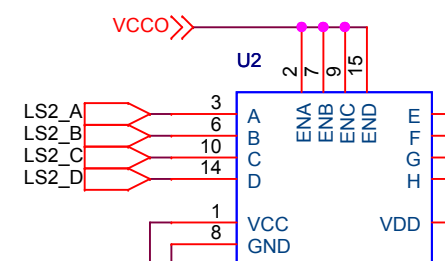 VCCO
U2
2 7 9 15
ENA ENB ENC END
LS2_A 3 A E
LS2_B 6 B F
LS2_C 10 C G
LS2_D 14 D H
1 VCC VDD
8 GND